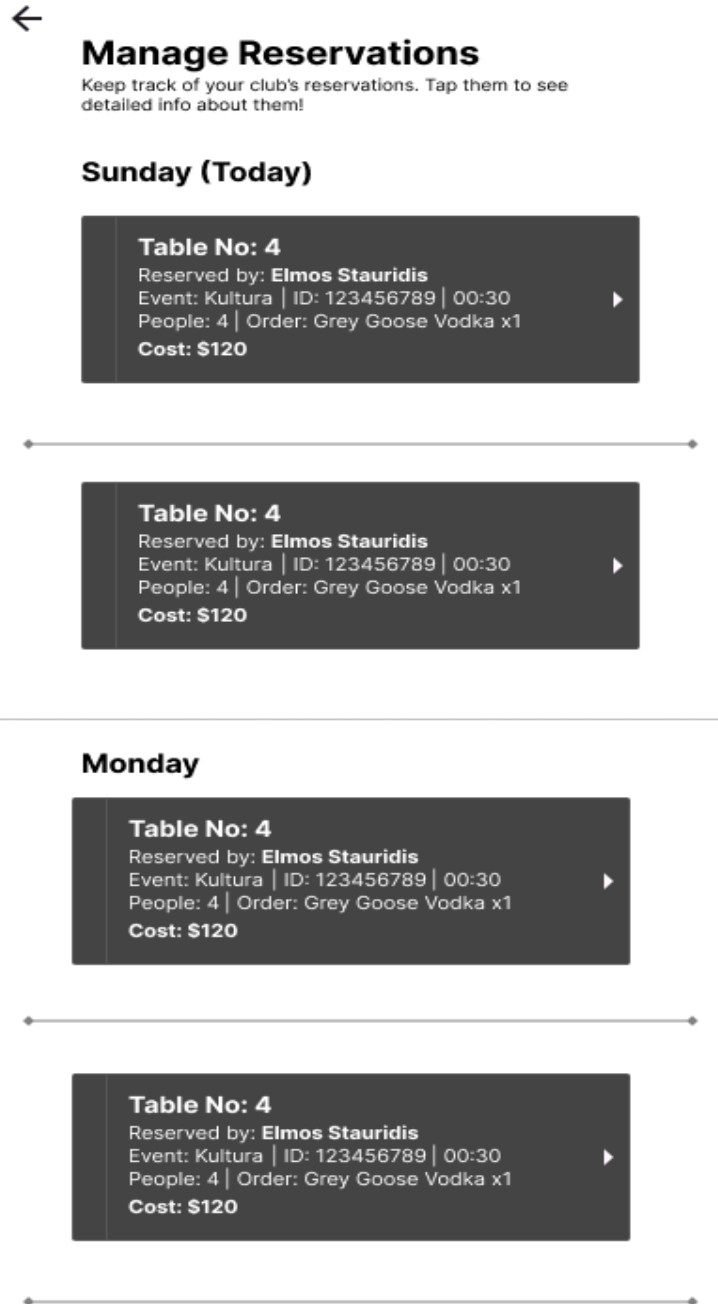 Manage Reservations
Keep track of your club's reservations. Tap them to see
detailed info about them!
Sunday (Today)
Table No: 4
Reserved by: Elmos Stauridis
Event: Kultura | ID: 123456789 | 00:30
People: 4 | Order: Grey Goose Vodka x1
Cost: $120
Table No: 4
Reserved by: Elmos Stauridis
Event: Kultura | ID: 123456789 | 00:30
People: 4 | Order: Grey Goose Vodka x1
Cost: $120
Monday
Table No: 4
Reserved by: Elmos Stauridis
Event: Kultura | ID: 123456789 | 00:30
People: 4 | Order: Grey Goose Vodka x1
Cost: $120
Table No: 4
Reserved by: Elmos Stauridis
Event: Kultura | ID: 123456789 | 00:30
People: 4 | Order: Grey Goose Vodka x1
Cost: $120